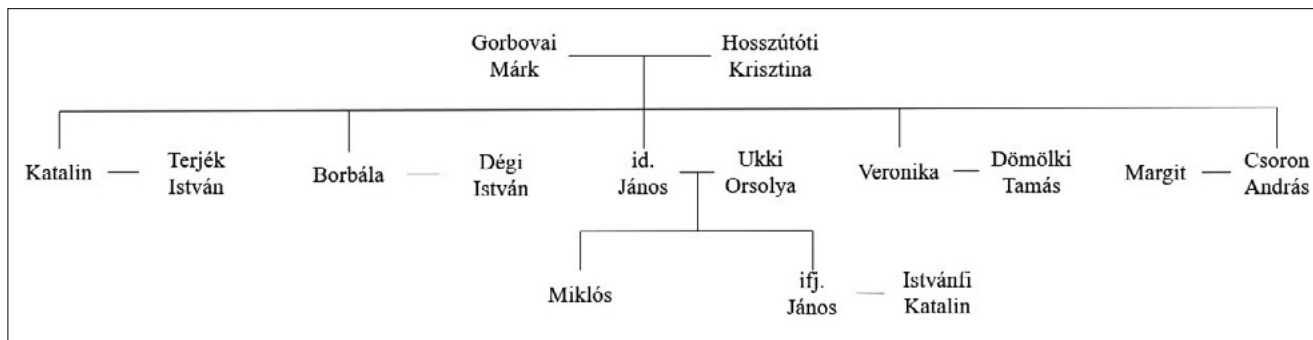 Gorbovai
Márk
Hosszútóti
Krisztina
Katalin
Terjék
István
Borbála
Dégi
István
id.
János
Ukki
Orsolya
Veronika
Dömölki
Tamás
Margit
Csoron
András
Miklós
ifj.
János
Istvánfi
Katalin